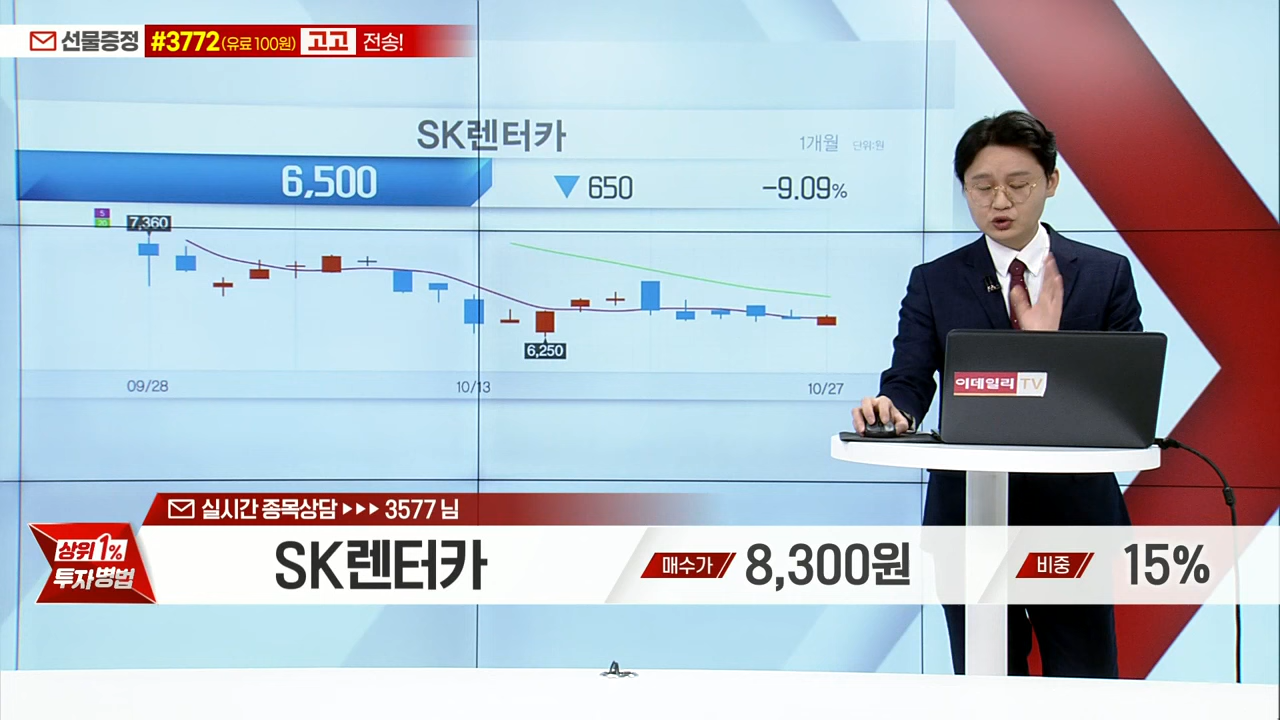 선물증정 #3772(유료 100원) 고고 전송!
SK렌터카
1개월 단위:원
6,500 ▼ 650 -9.09%
5
20
7,360
6,250
09/28 10/13 10/27
이데일리TV
실시간 종목상담 ▶▶▶ 3577 님
상위 1% 투자병법
SK렌터카 매수가 8,300원 비중 15%